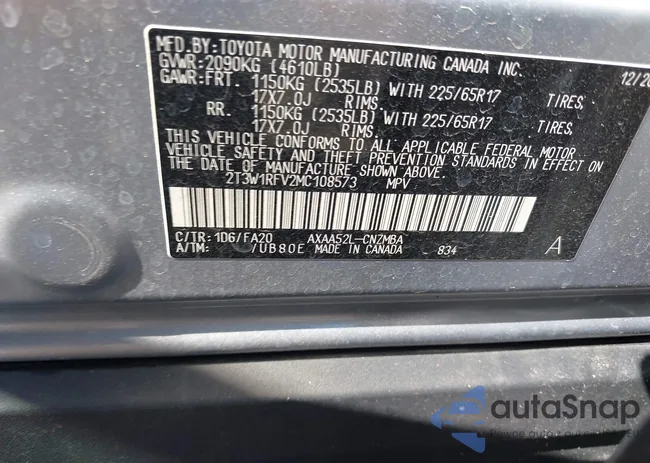 MFD. BY: TOYOTA MOTOR MANUFACTURING CANADA INC.
GVWR: 2090KG (4610LB) 12/20
GAWR: FRT. 1150KG (2535LB) WITH 225/65R17 TIRES,
17X7.0J RIMS.
RR. 1150KG (2535LB) WITH 225/65R17 TIRES,
17X7.0J RIMS.
THIS VEHICLE CONFORMS TO ALL APPLICABLE FEDERAL MOTOR
VEHICLE SAFETY AND THEFT PREVENTION STANDARDS IN EFFECT ON
THE DATE OF MANUFACTURE SHOWN ABOVE.
2T3W1RFV2MC108573 MPV
C/TR: 1D6/FA20 AXAA52L-CNZMBA
A/TM: /UB80E MADE IN CANADA 834 A
autaSnap